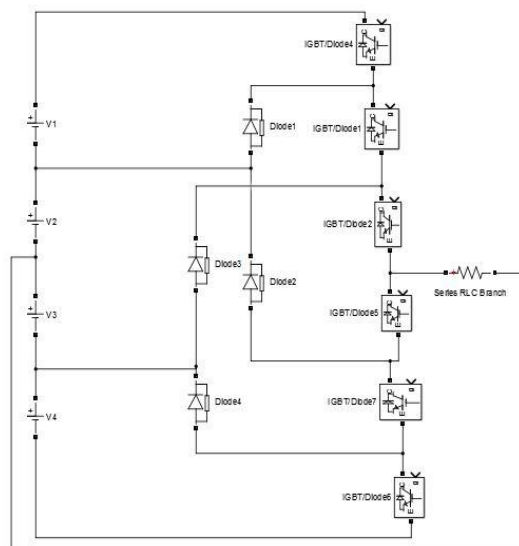 IGBT/Diode4
C
E
g
V1
Diode1
IGBT/Diode1
C
E
g
V2
Diode3
Diode2
IGBT/Diode2
C
E
g
Series RLC Branch
V3
IGBT/Diode5
C
E
g
V4
Diode4
IGBT/Diode7
C
E
g
IGBT/Diode6
C
E
g
+
+
+
+
+